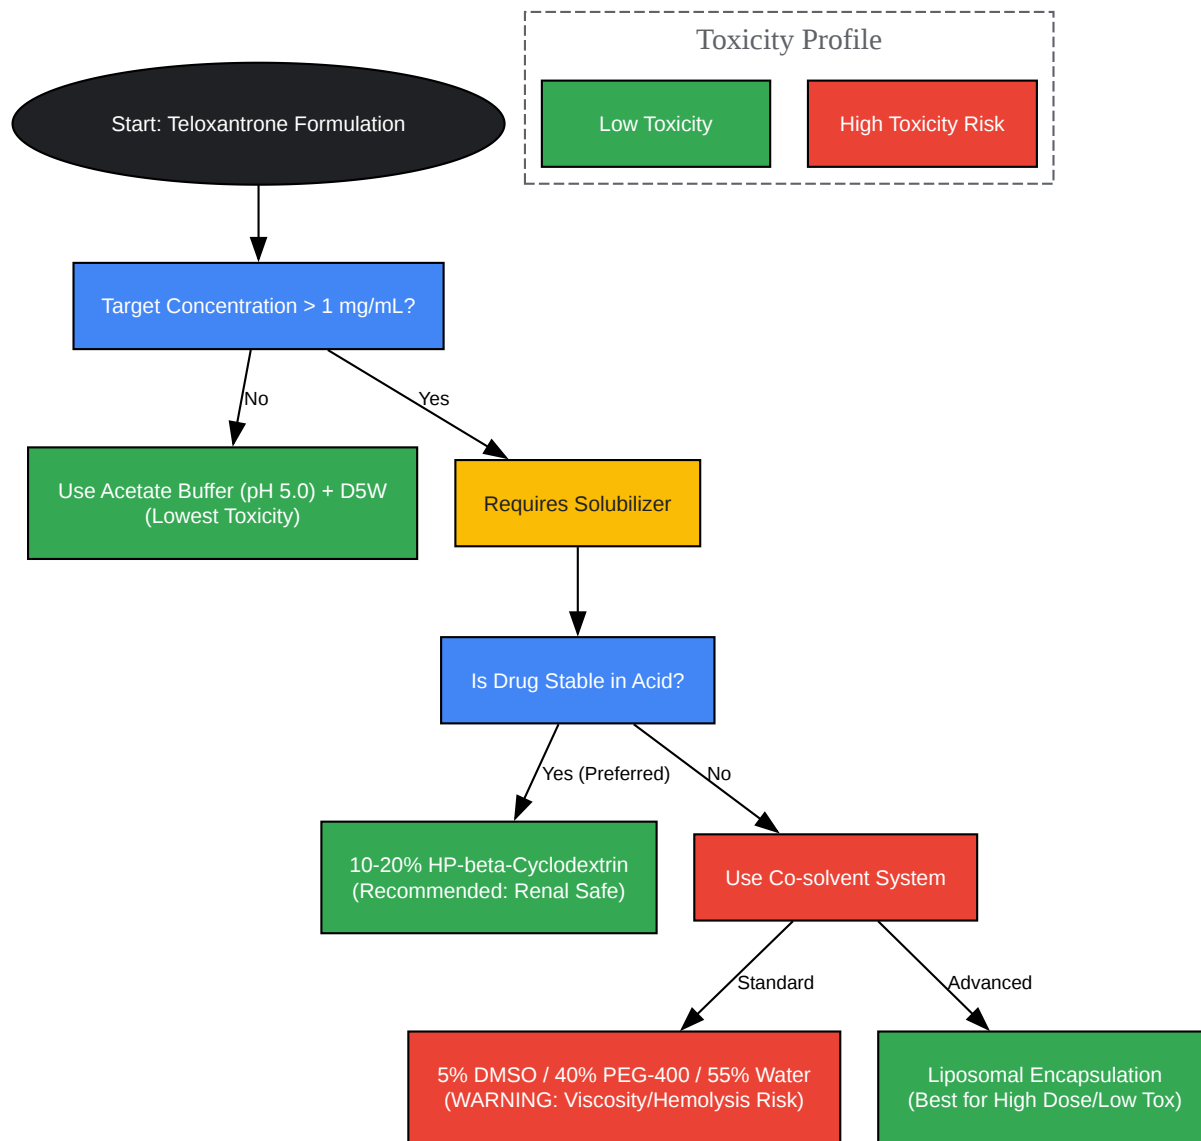 Toxicity Profile
Low Toxicity
High Toxicity Risk
Start: Teloxantrone Formulation
Target Concentration > 1 mg/mL?
No
Yes
Use Acetate Buffer (pH 5.0) + D5W
(Lowest Toxicity)
Requires Solubilizer
Is Drug Stable in Acid?
Yes (Preferred)
No
10-20% HP-beta-Cyclodextrin
(Recommended: Renal Safe)
Use Co-solvent System
Standard
Advanced
5% DMSO / 40% PEG-400 / 55% Water
(WARNING: Viscosity/Hemolysis Risk)
Liposomal Encapsulation
(Best for High Dose/Low Tox)